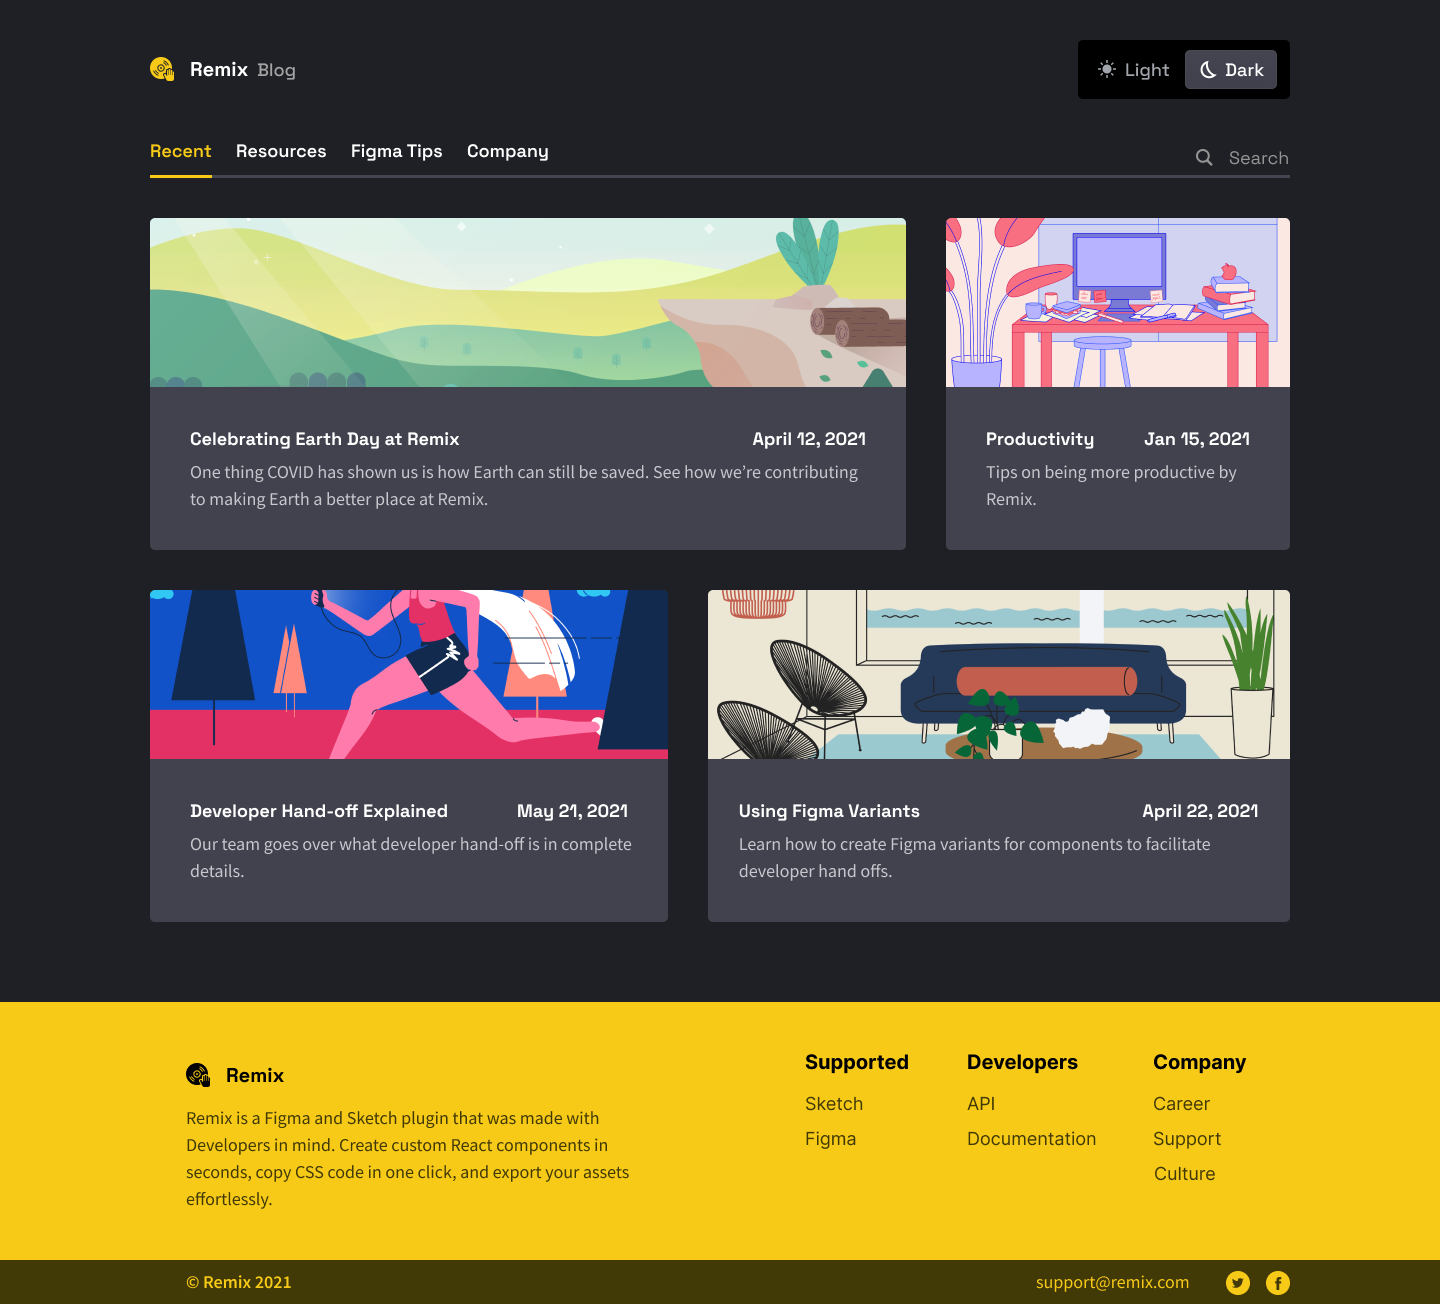 Remix Blog
Light Dark
Recent Resources Figma Tips Company
Search
Celebrating Earth Day at Remix April 12, 2021
One thing COVID has shown us is how Earth can still be saved. See how we’re contributing
to making Earth a better place at Remix.
Productivity Jan 15, 2021
Tips on being more productive by
Remix.
Developer Hand-off Explained May 21, 2021
Our team goes over what developer hand-off is in complete
details.
Using Figma Variants April 22, 2021
Learn how to create Figma variants for components to facilitate
developer hand offs.
Remix
Remix is a Figma and Sketch plugin that was made with
Developers in mind. Create custom React components in
seconds, copy CSS code in one click, and export your assets
effortlessly.
Supported
Sketch
Figma
Developers
API
Documentation
Company
Career
Support
Culture
© Remix 2021
support@remix.com